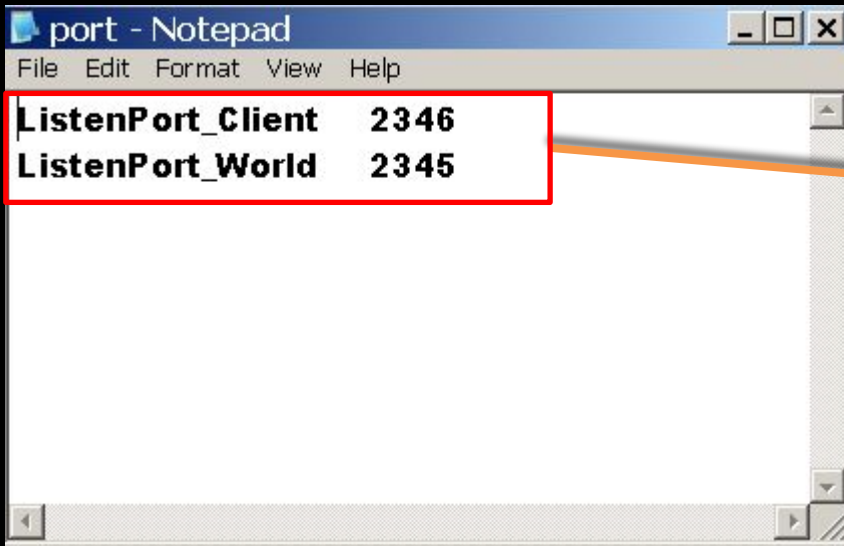 port - Notepad
File Edit Format View Help
ListenPort_Client 2346
ListenPort_World 2345